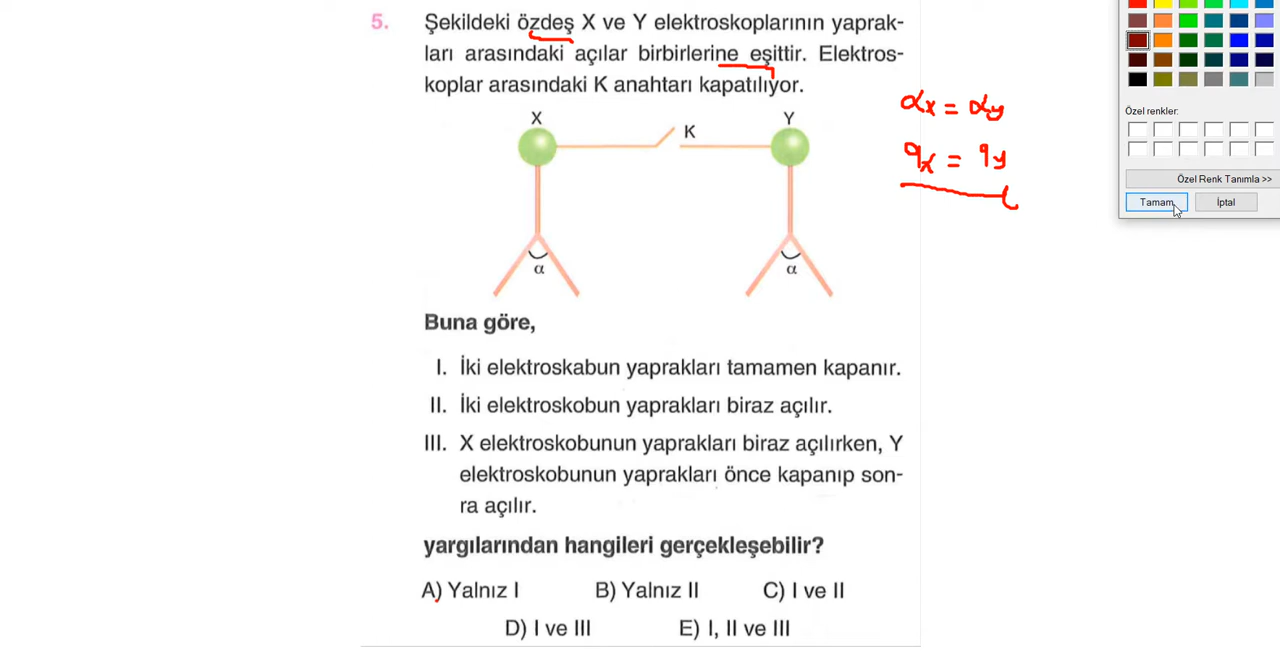 5. Şekildeki özdeş X ve Y elektroskoplarının yaprak-
ları arasındaki açılar birbirlerine eşittir. Elektros-
koplar arasındaki K anahtarı kapatılıyor.
X
K
Y
α
α
αx = αy
qx = qy
Buna göre,
I. İki elektroskabun yaprakları tamamen kapanır.
II. İki elektroskobun yaprakları biraz açılır.
III. X elektroskobunun yaprakları biraz açılırken, Y
elektroskobunun yaprakları önce kapanıp son-
ra açılır.
yargılarından hangileri gerçekleşebilir?
A) Yalnız I B) Yalnız II C) I ve II
D) I ve III E) I, II ve III
Özel renkler:
Özel Renk Tanımla >>
Tamam İptal